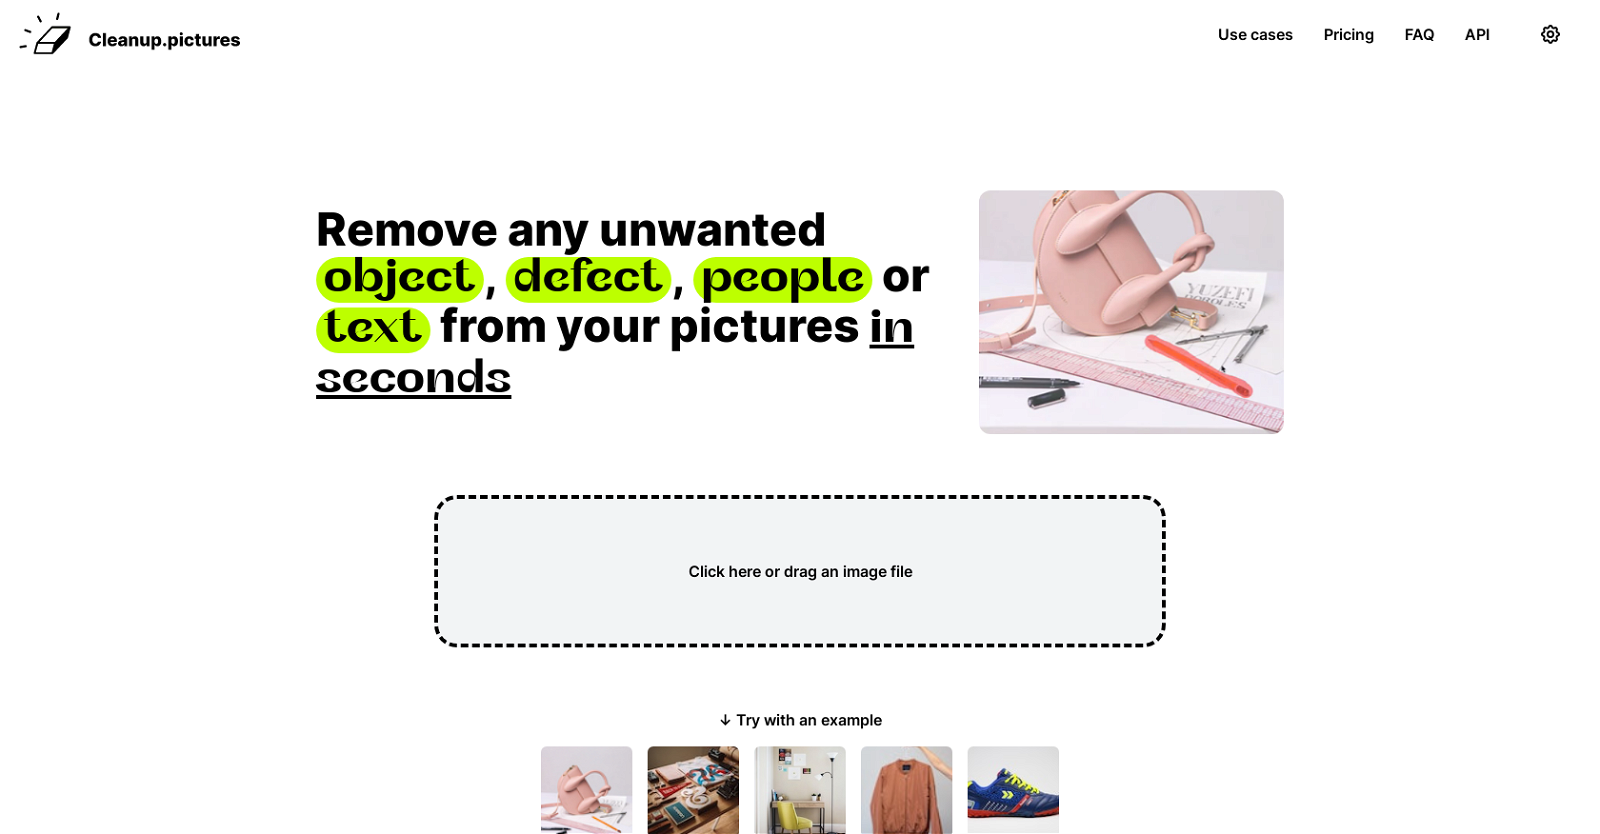 Cleanup.pictures
Use cases Pricing FAQ API
Remove any unwanted
object, defect, people or
text from your pictures in
seconds
YUZEFI
Click here or drag an image file
↓ Try with an example